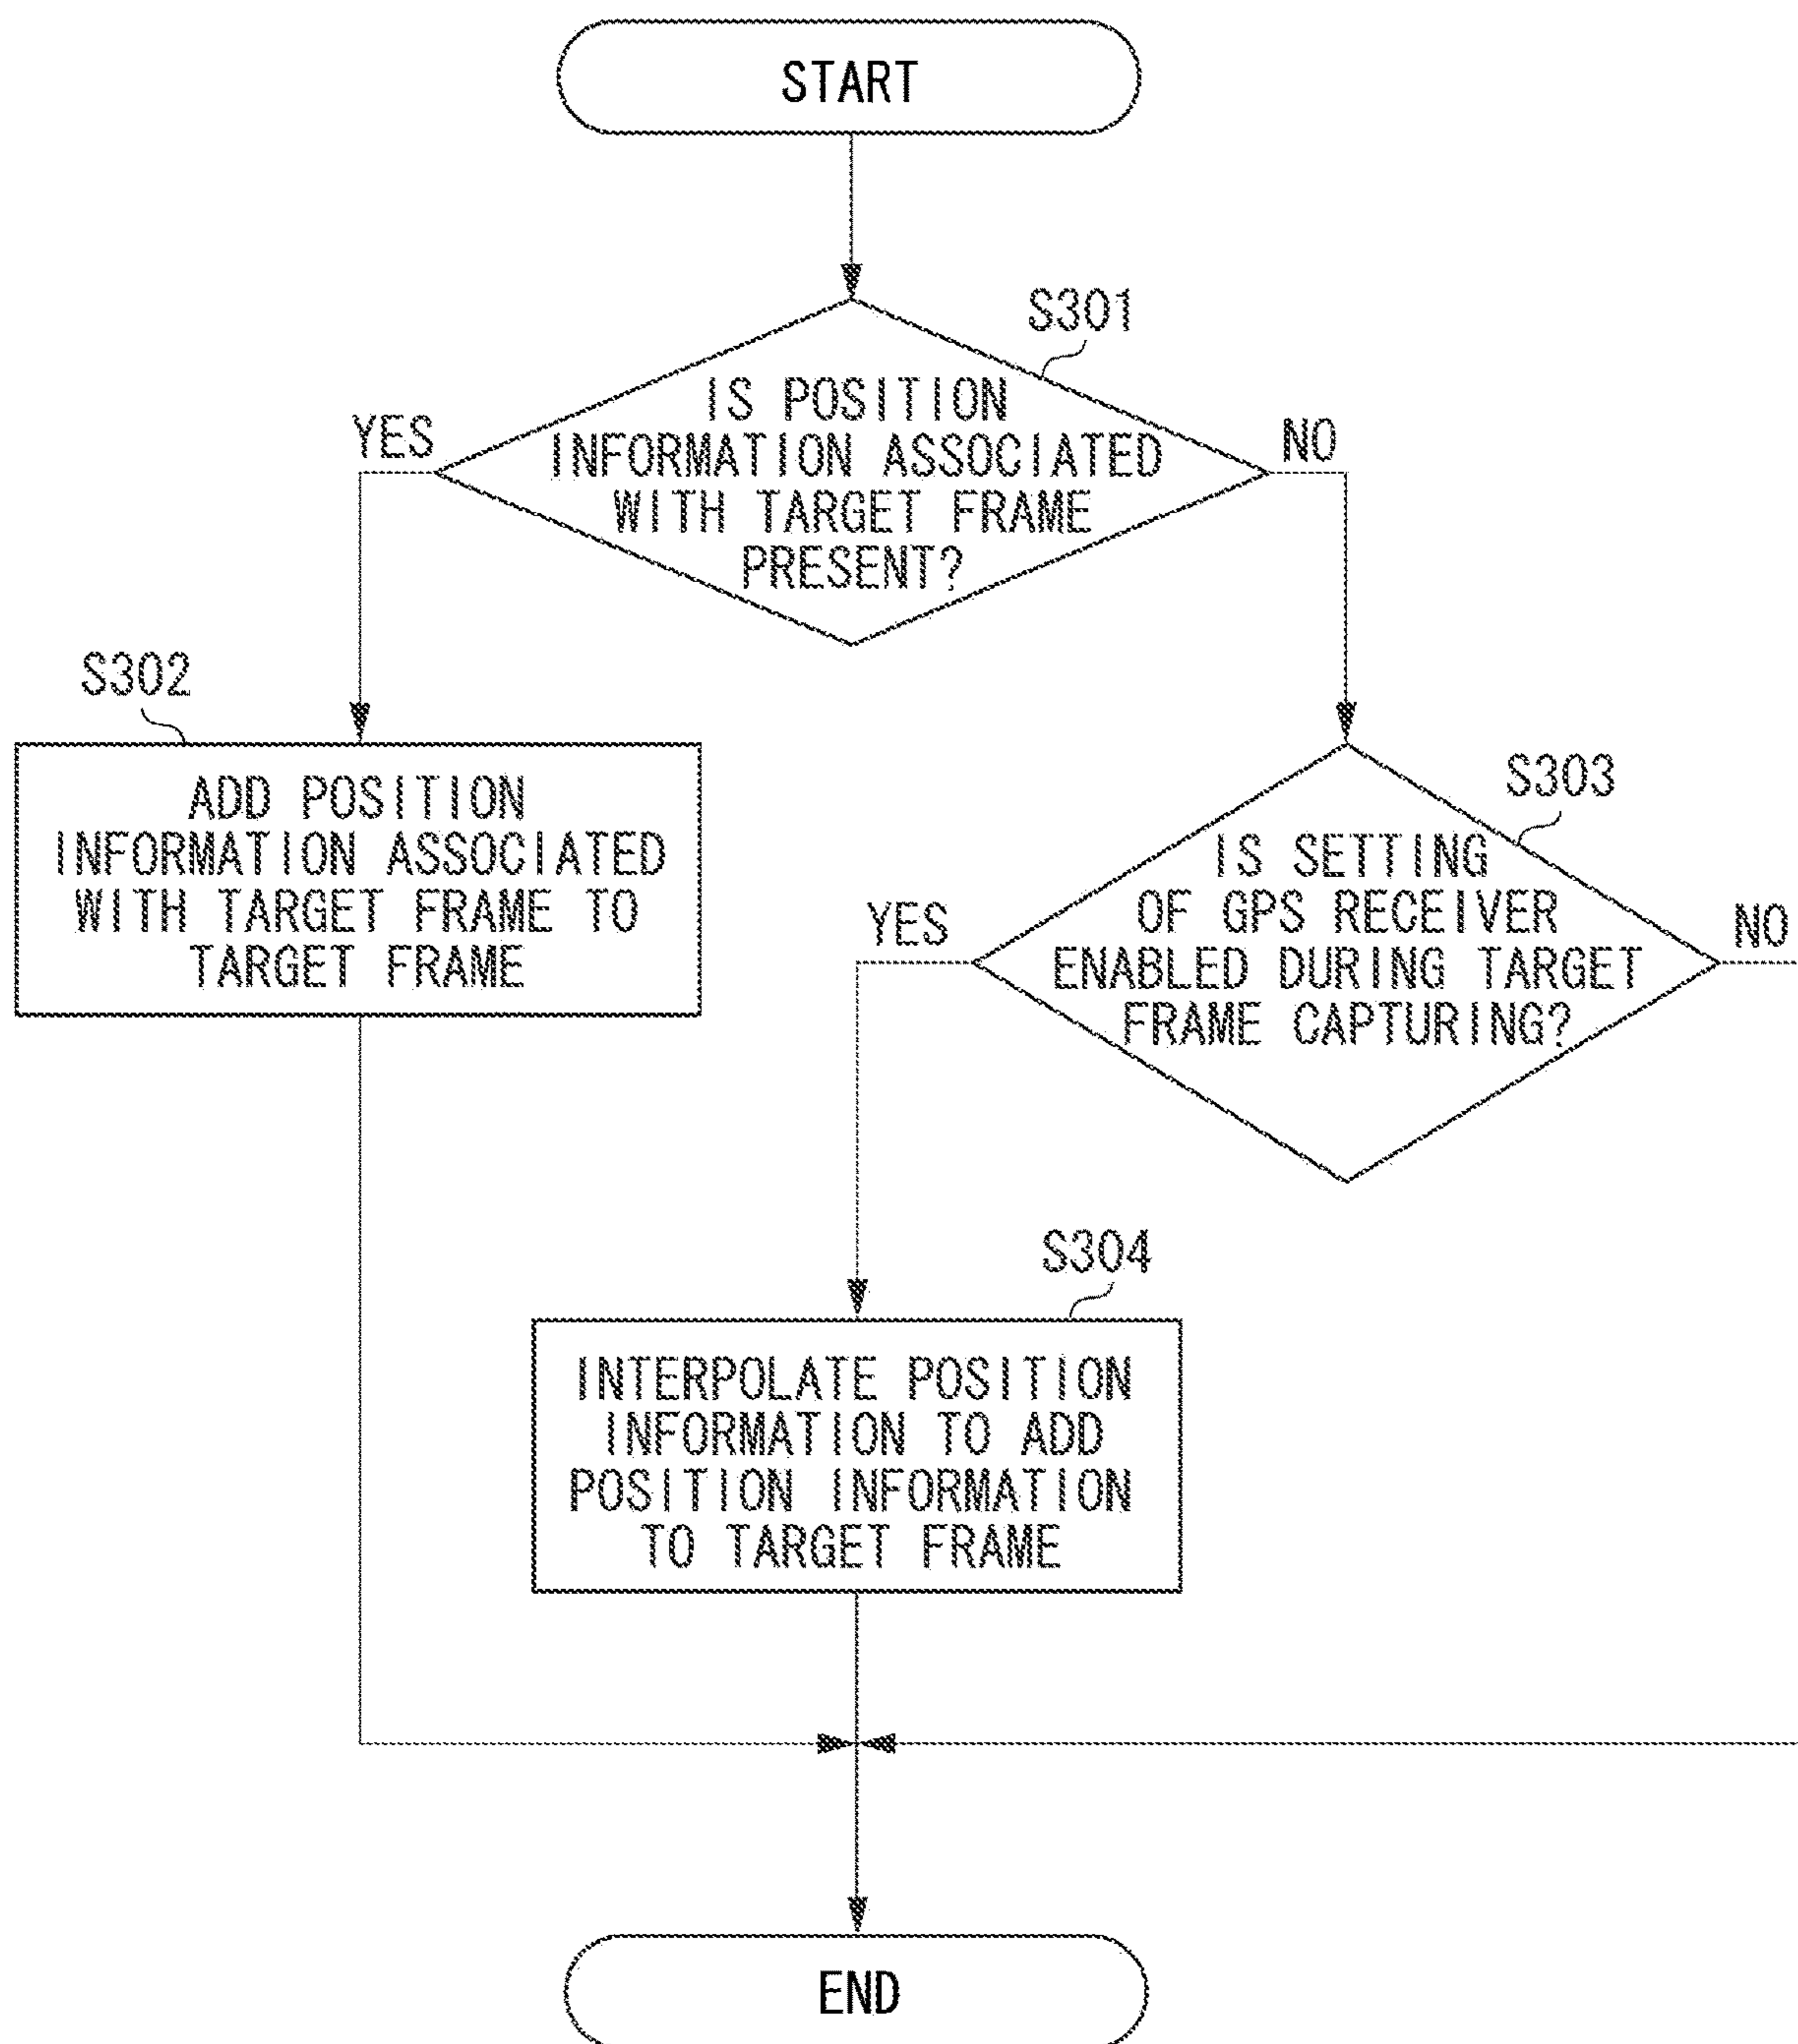 START
S301
IS POSITION
INFORMATION ASSOCIATED
WITH TARGET FRAME
PRESENT?
YES
NO
S302
ADD POSITION
INFORMATION ASSOCIATED
WITH TARGET FRAME TO
TARGET FRAME
S303
IS SETTING
OF GPS RECEIVER
ENABLED DURING TARGET
FRAME CAPTURING?
YES
NO
S304
INTERPOLATE POSITION
INFORMATION TO ADD
POSITION INFORMATION
TO TARGET FRAME
END